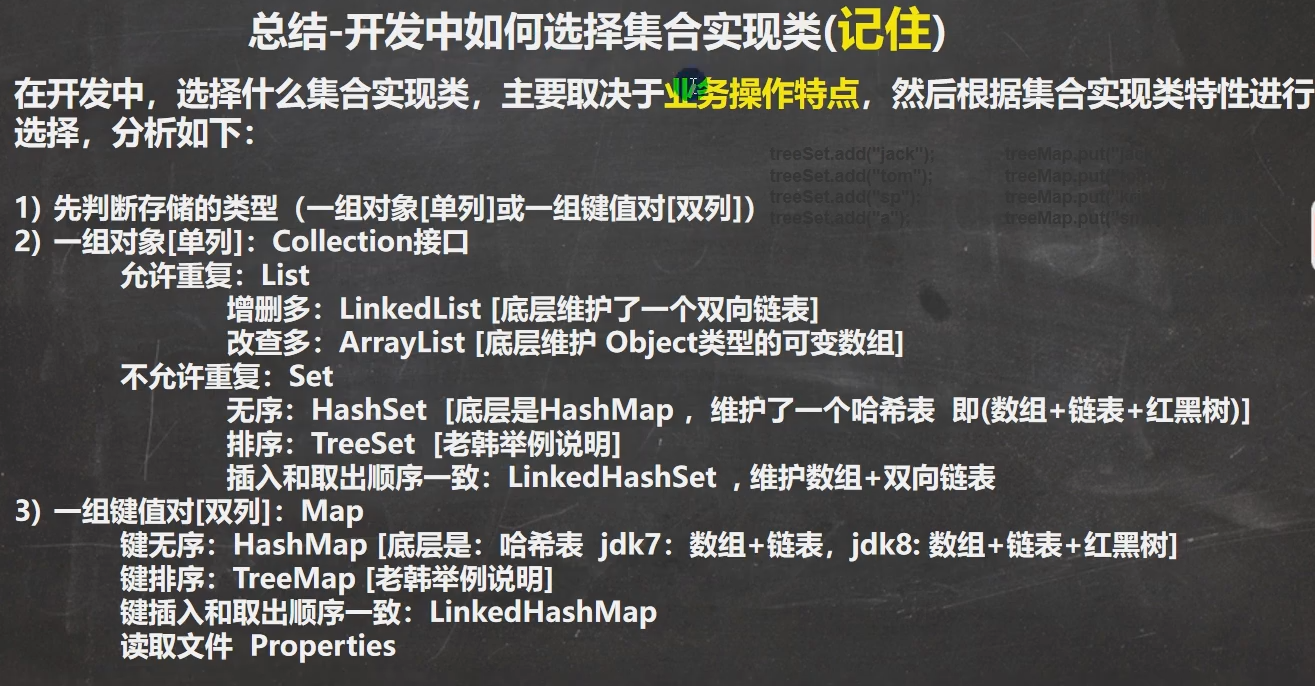 总结-开发中如何选择集合实现类(记住)
在开发中，选择什么集合实现类，主要取决于业务操作特点，然后根据集合实现类特性进行
选择，分析如下：
treeSet.add("jack");
treeSet.add("tom");
treeSet.add("sp");
treeSet.add("a");
treeMap.put("jack"
treeMap.put("
treeMap.put("
treeMap.put("
1) 先判断存储的类型（一组对象[单列]或一组键值对[双列]）
2) 一组对象[单列]：Collection接口
允许重复：List
增删多：LinkedList [底层维护了一个双向链表]
改查多：ArrayList [底层维护 Object类型的可变数组]
不允许重复：Set
无序：HashSet [底层是HashMap ，维护了一个哈希表 即(数组+链表+红黑树)]
排序：TreeSet [老韩举例说明]
插入和取出顺序一致：LinkedHashSet , 维护数组+双向链表
3) 一组键值对[双列]：Map
键无序：HashMap [底层是：哈希表 jdk7：数组+链表，jdk8: 数组+链表+红黑树]
键排序：TreeMap [老韩举例说明]
键插入和取出顺序一致：LinkedHashMap
读取文件 Properties